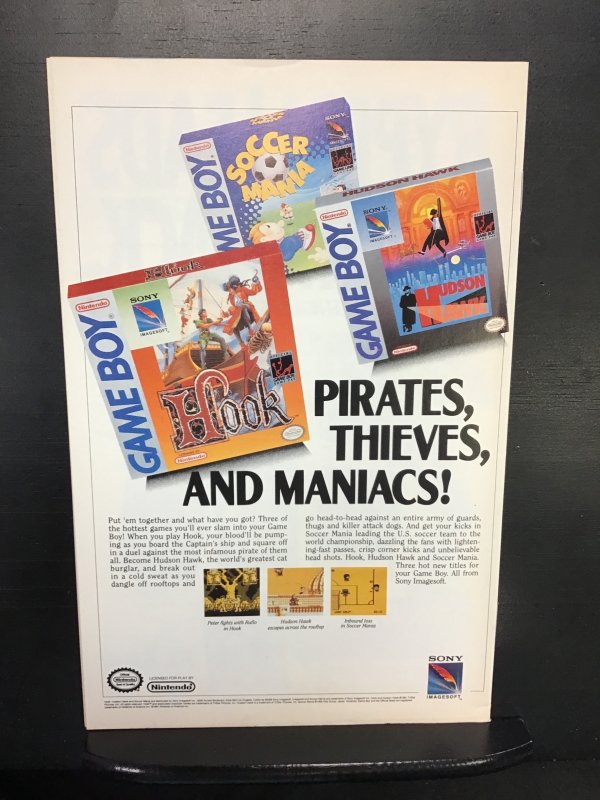 Nintendo
GAME BOY
SOCCER
MANIA
SONY
Nintendo
GAME BOY
HUDSON HAWK
SONY
IMAGESOFT
HUDSON
HAWK
Nintendo
Nintendo
GAME BOY
Hook
SONY
IMAGESOFT
Hook
Nintendo
PIRATES,
THIEVES,
AND MANIACS!
Put 'em together and what have you got? Three of
the hottest games you'll ever slam into your Game
Boy! When you play Hook, your blood'll be pump-
ing as you board the Captain's ship and square off
in a duel against the most infamous pirate of them
all. Become Hudson Hawk, the world's greatest cat
burglar, and break out
in a cold sweat as you
dangle off rooftops and
go head-to-head against an entire army of guards,
thugs and killer attack dogs. And get your kicks in
Soccer Mania leading the U.S. soccer team to the
world championship, dazzling the fans with lighten-
ing-fast passes, crisp corner kicks and unbelievable
head shots. Hook, Hudson Hawk and Soccer Mania.
Three hot new titles for
your Game Boy. All from
Sony Imagesoft.
Peter fights with Rufio
in Hook
Hudson Hawk
escapes across the rooftop
Inbound toss
in Soccer Mania
Nintendo
LICENSED FOR PLAY BY
Nintendo
SONY
IMAGESOFT